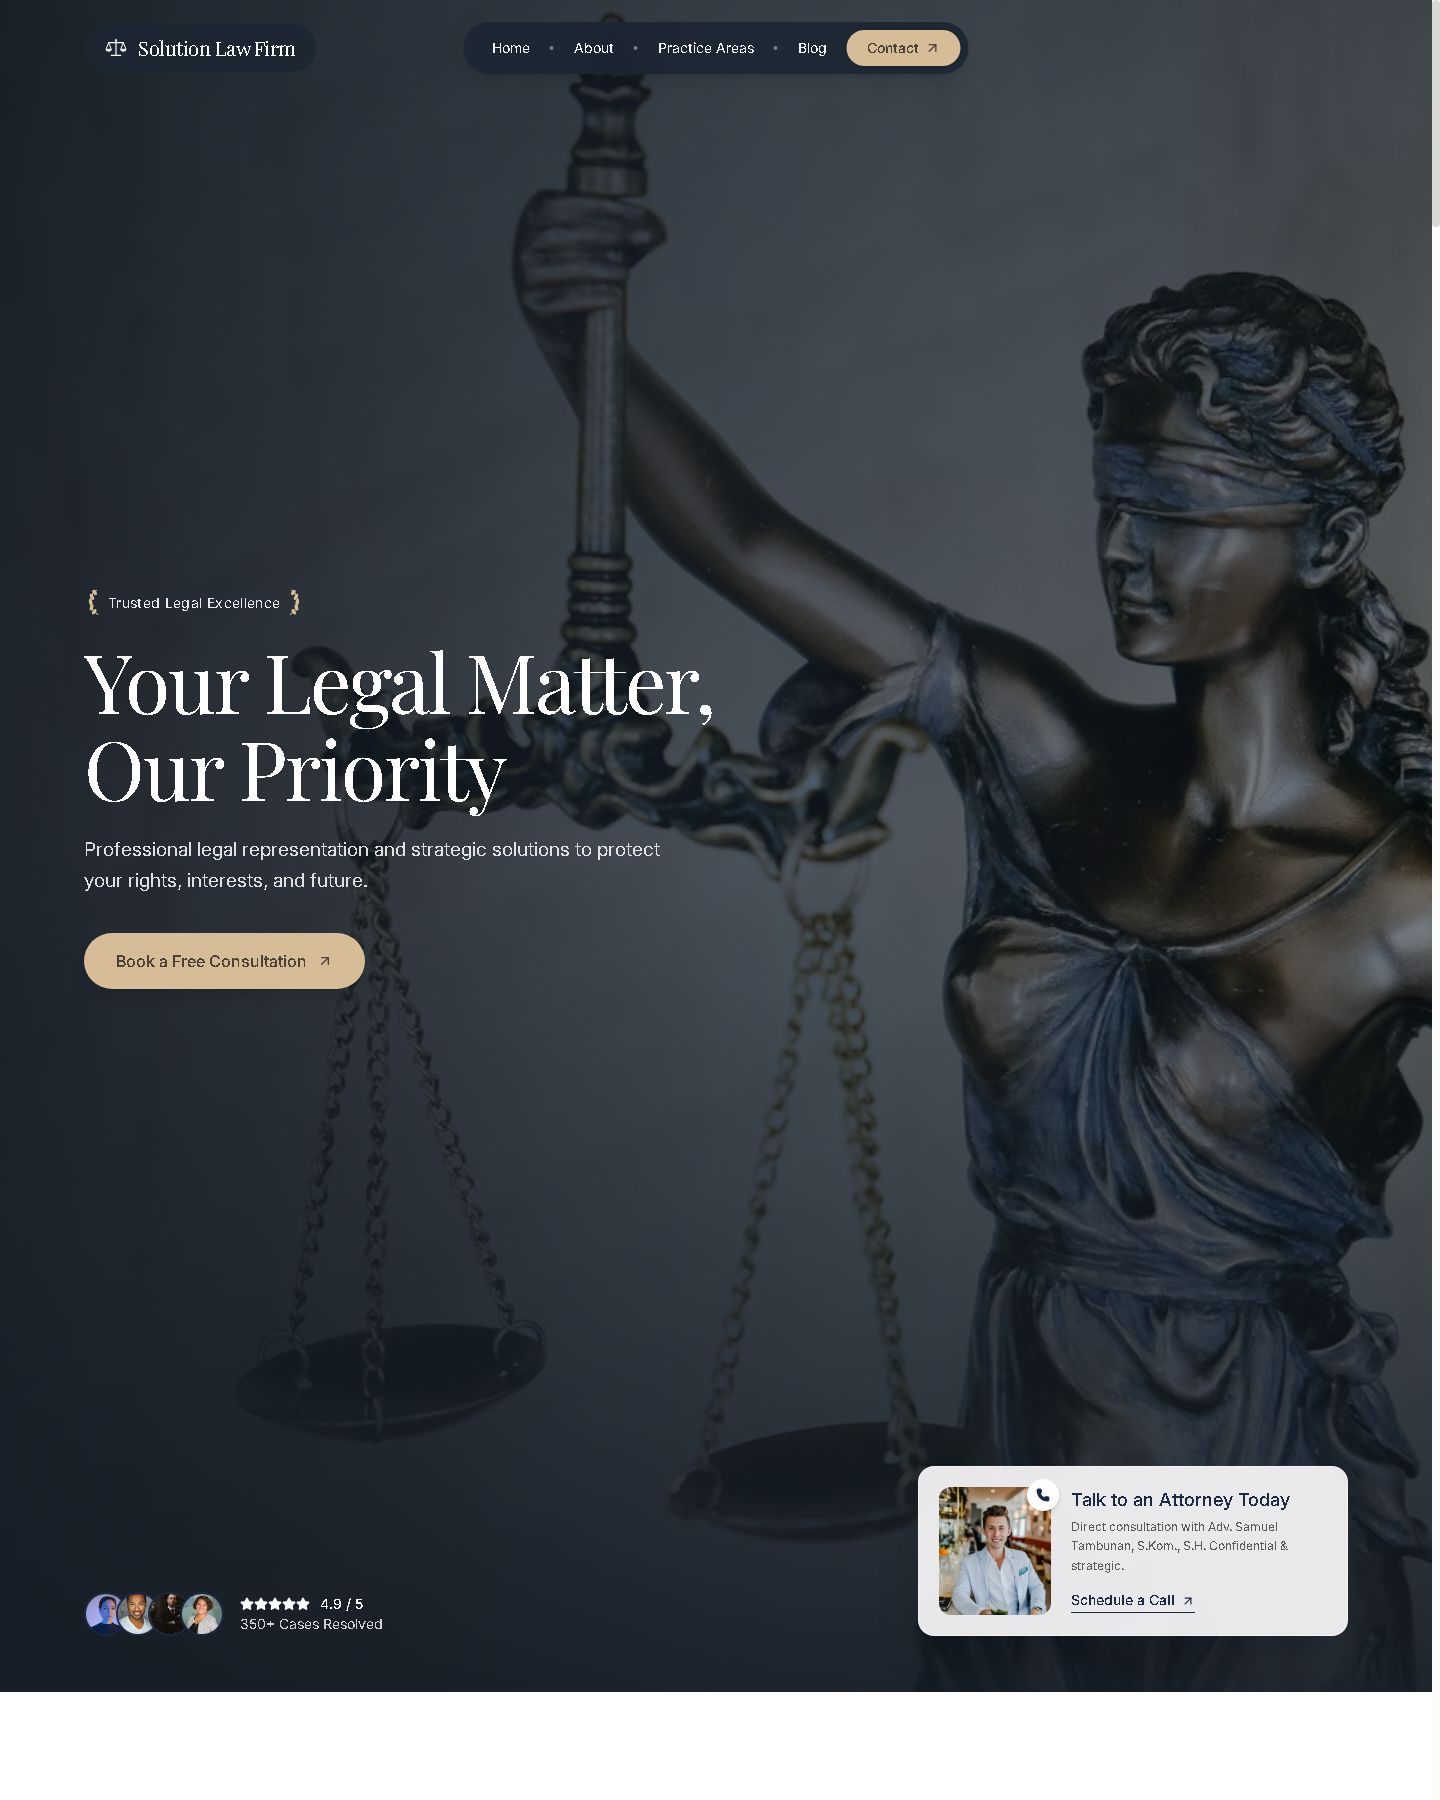 Solution Law Firm
Home • About • Practice Areas • Blog Contact
Trusted Legal Excellence
Your Legal Matter,
Our Priority
Professional legal representation and strategic solutions to protect
your rights, interests, and future.
Book a Free Consultation
4.9 / 5
350+ Cases Resolved
Talk to an Attorney Today
Direct consultation with Adv. Samuel
Tambunan, S.Kom., S.H. Confidential &
strategic.
Schedule a Call